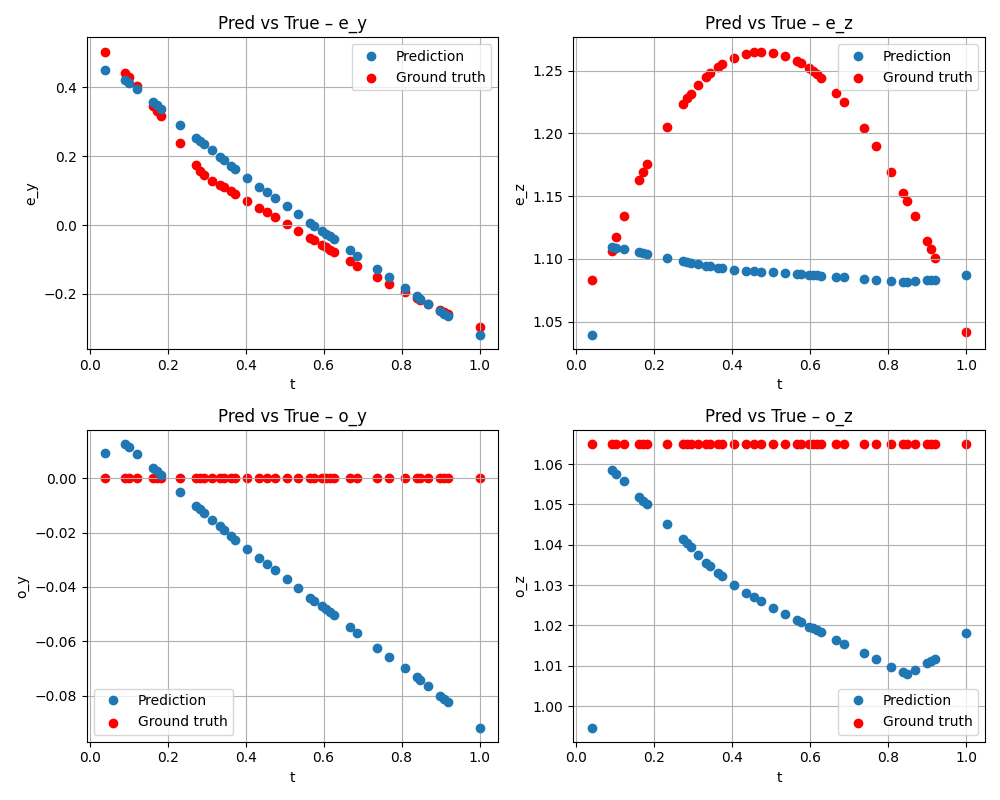 Pred vs True – e_y
Prediction
Ground truth
0.4
0.2
0.0
−0.2
0.0
0.2
0.4
0.6
0.8
1.0
e_y
t
Pred vs True – e_z
Prediction
Ground truth
1.25
1.20
1.15
1.10
1.05
0.0
0.2
0.4
0.6
0.8
1.0
e_z
t
Pred vs True – o_y
Prediction
Ground truth
0.00
−0.02
−0.04
−0.06
−0.08
0.0
0.2
0.4
0.6
0.8
1.0
o_y
t
Pred vs True – o_z
Prediction
Ground truth
1.06
1.05
1.04
1.03
1.02
1.01
1.00
0.0
0.2
0.4
0.6
0.8
1.0
o_z
t